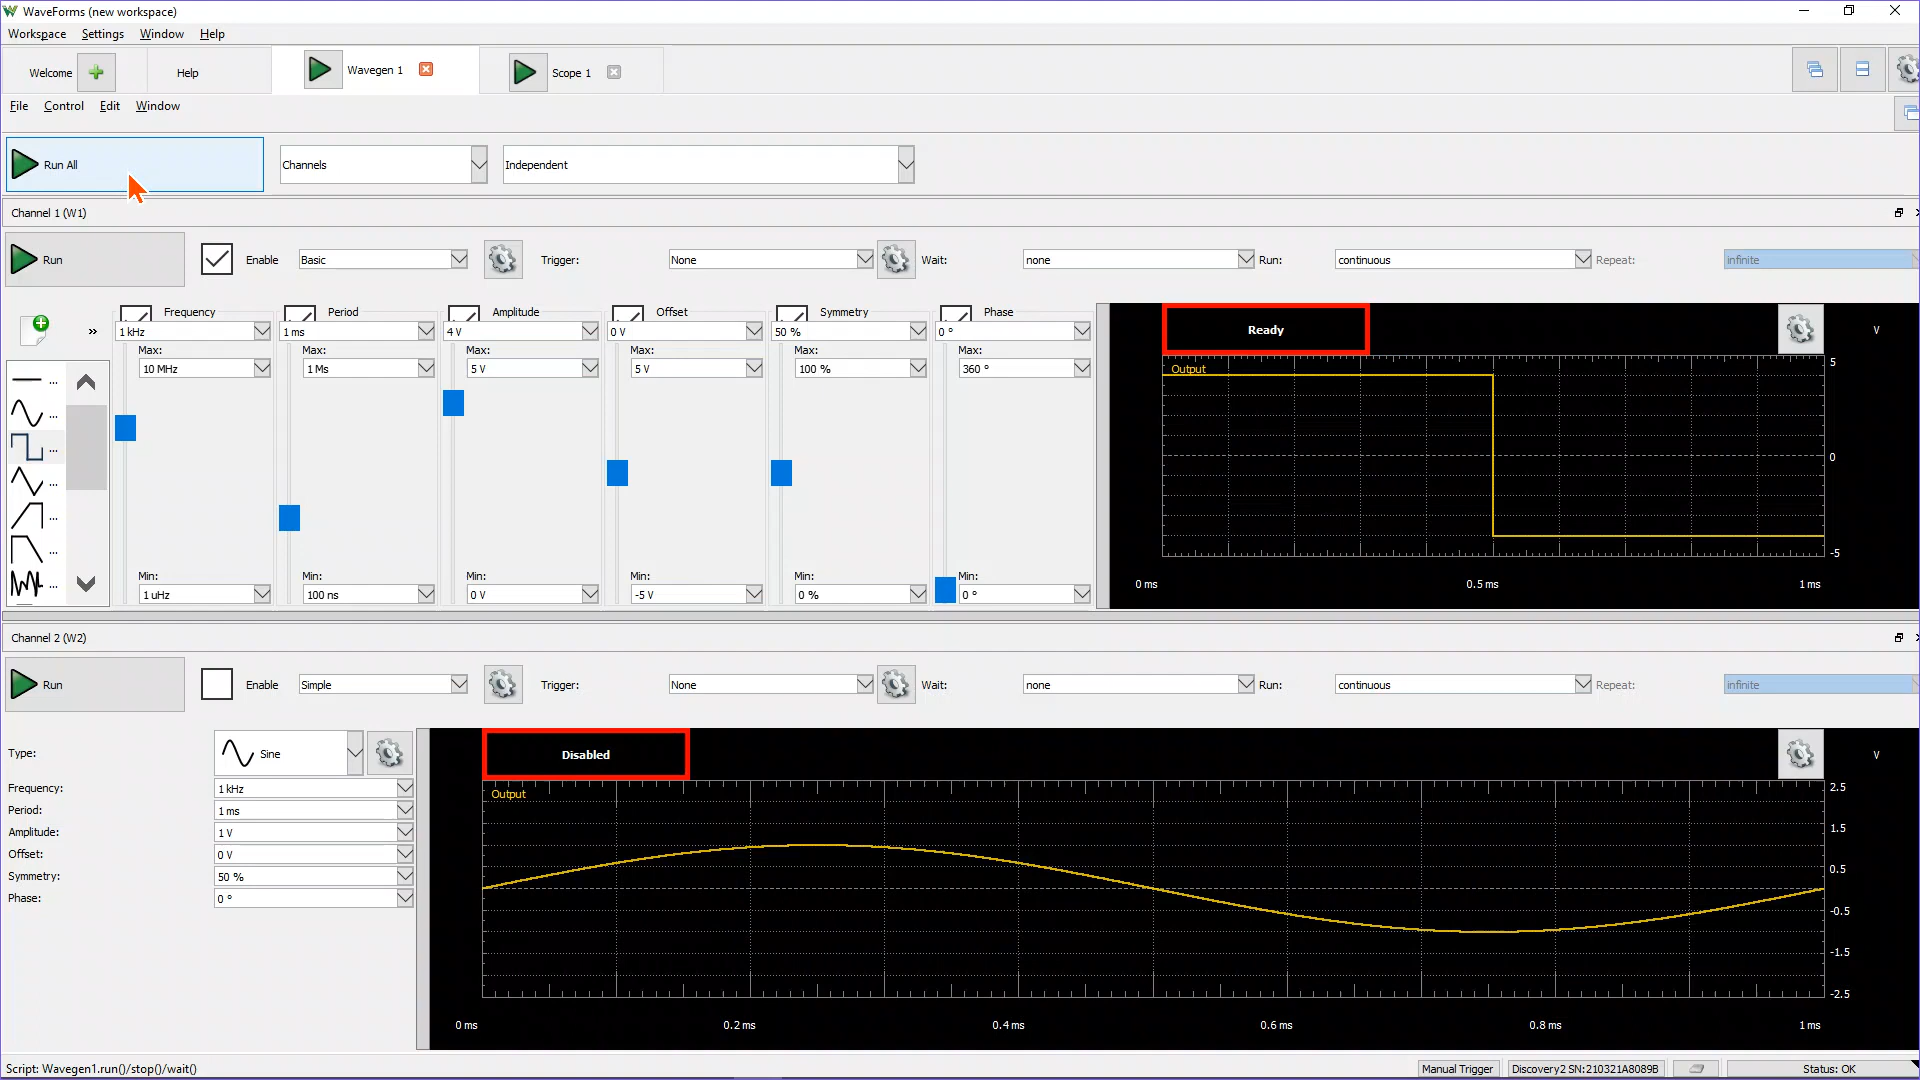 WaveForms (new workspace)
Workspace Settings Window Help
Welcome Help Wavegen 1 Scope 1
File Control Edit Window
Run All Channels Independent
Channel 1 (W1)
Run Enable Basic Trigger: None Wait: none Run: continuous Repeat: infinite
Frequency Period Amplitude Offset Symmetry Phase
1 kHz 1 ms 4 V 0 V 50 % 0 °
Max: Max: Max: Max: Max: Max:
10 MHz 1 Ms 5 V 5 V 100 % 360 °
Min: Min: Min: Min: Min: Min:
1 uHz 100 ns 0 V -5 V 0 % 0 °
» ... ... ... ... ... ... ...
Ready V
Output 5
0
-5
0 ms 0.5 ms 1 ms
Channel 2 (W2)
Run Enable Simple Trigger: None Wait: none Run: continuous Repeat: infinite
Type: Sine
Frequency: 1 kHz
Period: 1 ms
Amplitude: 1 V
Offset: 0 V
Symmetry: 50 %
Phase: 0 °
Disabled V
Output 2.5
1.5
0.5
-0.5
-1.5
-2.5
0 ms 0.2 ms 0.4 ms 0.6 ms 0.8 ms 1 ms
Script: Wavegen1.run()/stop()/wait() Manual Trigger Discovery2 SN:210321A8089B Status: OK